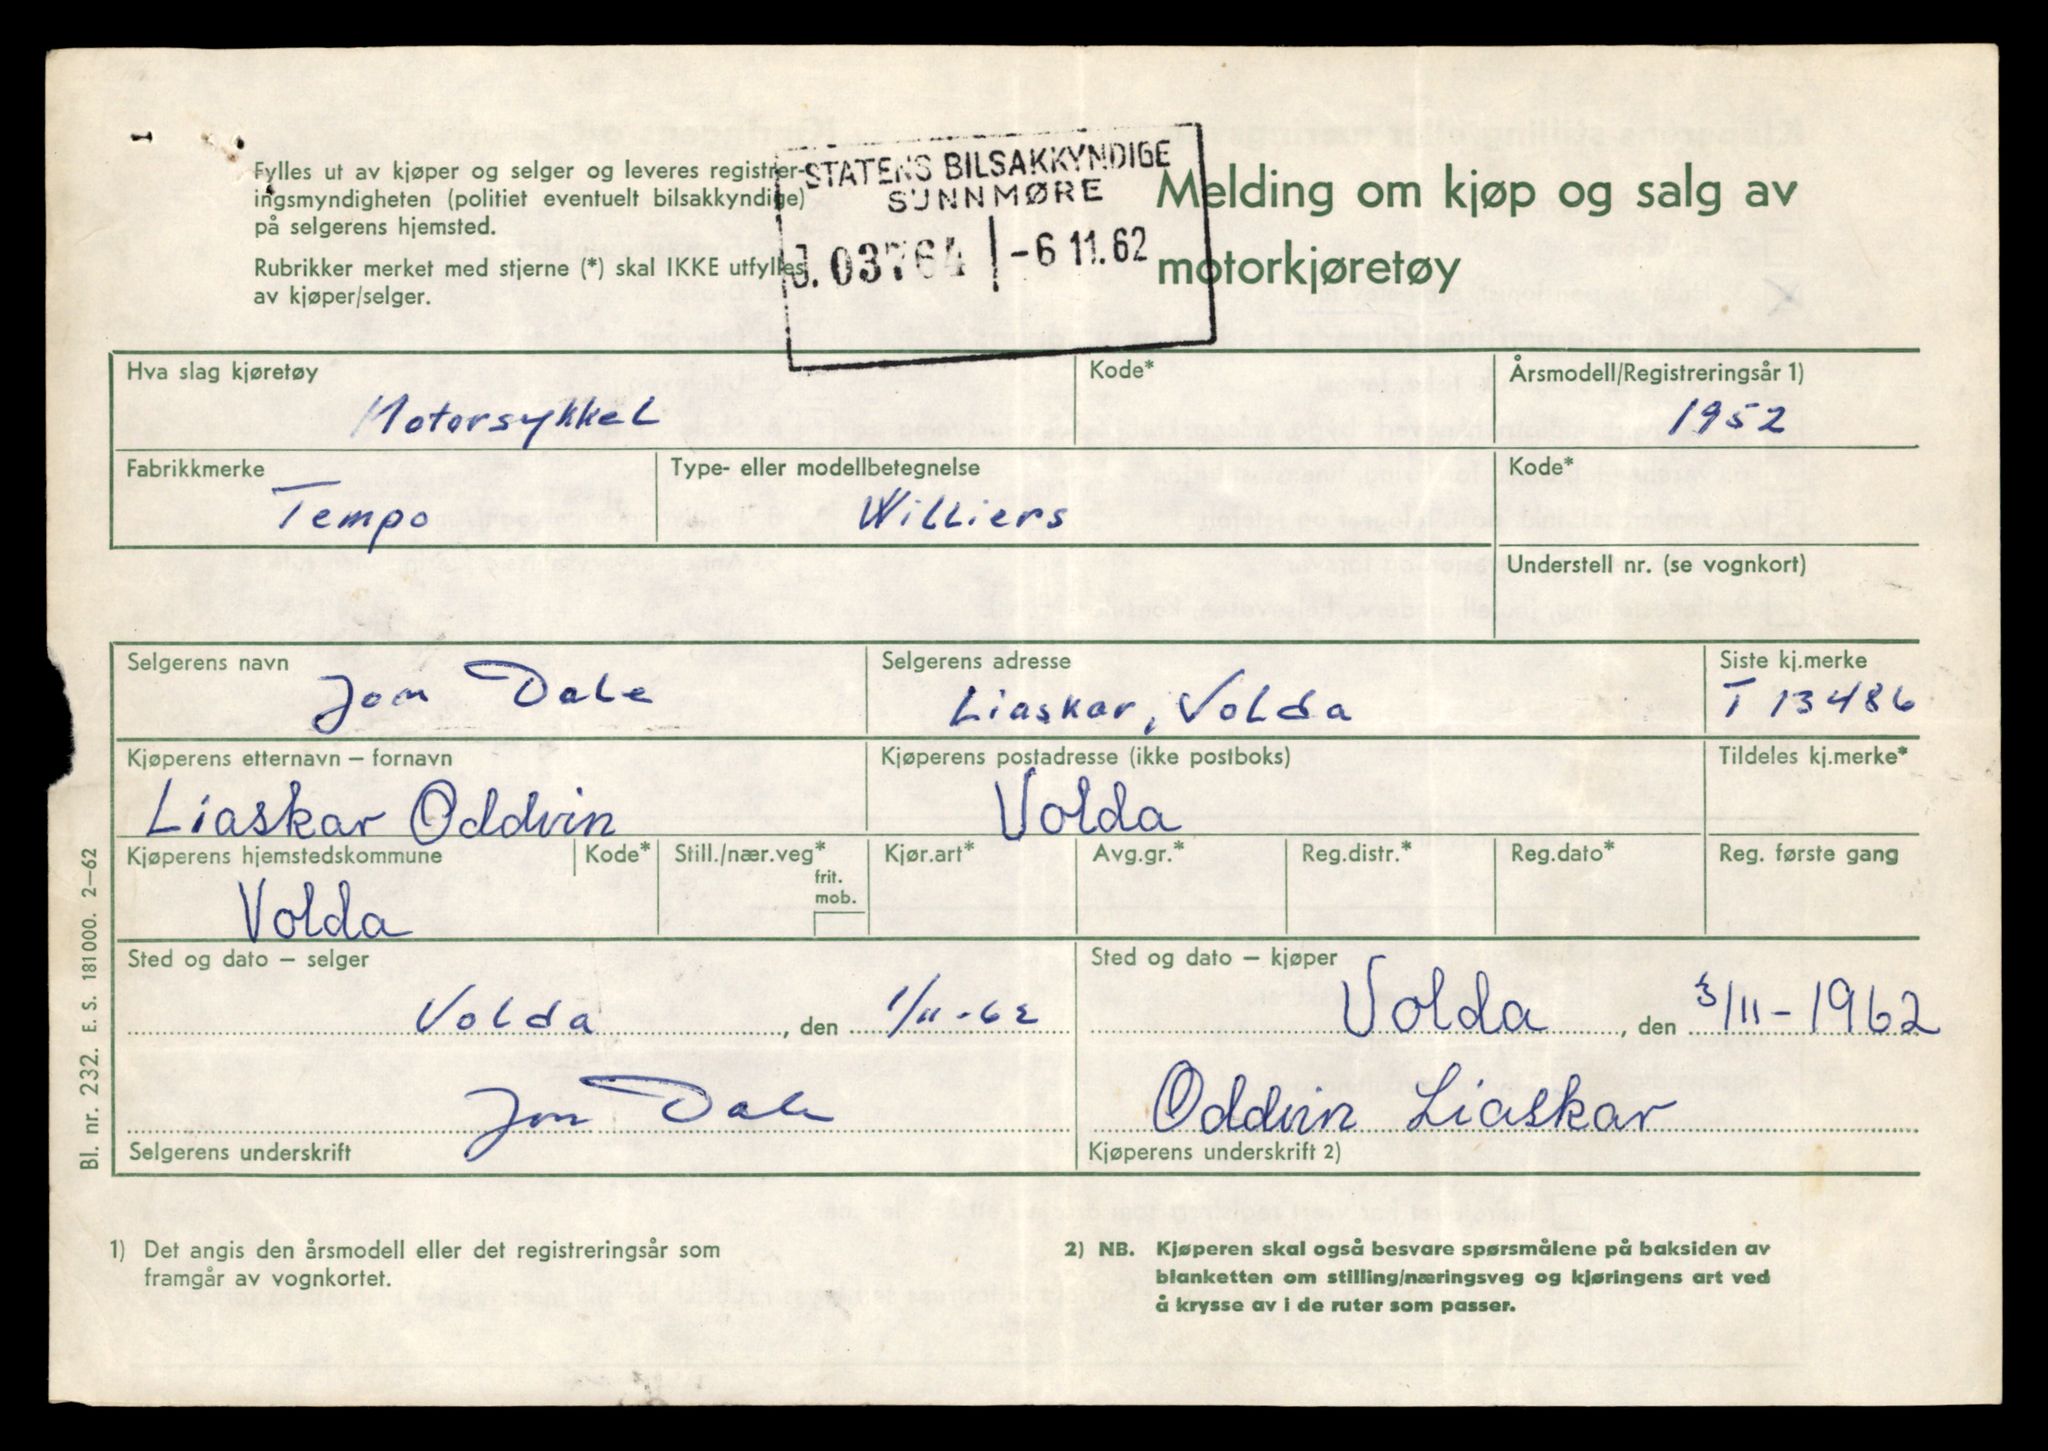 Fylles ut av kjøper og selger og leveres registrer-
ingsmyndigheten (politiet eventuelt bilsakkyndige)
på selgerens hjemsted.
Rubrikker merket med stjerne (*) skal IKKE utfylles
av kjøper/selger.
STATENS BILSAKKYNDIGE
SUNNMØRE
J. 03764 -6 11.62
Melding om kjøp og salg av
motorkjøretøy
Hva slag kjøretøy
Motorsykkel
Kode*
Årsmodell/Registreringsår 1)
1952
Fabrikkmerke
Tempo
Type- eller modellbetegnelse
Williers
Kode*
Understell nr. (se vognkort)
Selgerens navn
Jon Dale
Selgerens adresse
Liaskar, Volda
Siste kj.merke
T 13486
Kjøperens etternavn – fornavn
Liaskar Oddvin
Kjøperens postadresse (ikke postboks)
Volda
Tildeles kj.merke*
Kjøperens hjemstedskommune
Volda
Kode*
Still./nær.veg*
frit.
mob.
Kjør.art*
Avg.gr.*
Reg.distr.*
Reg.dato*
Reg. første gang
Sted og dato – selger
Volda, den 1/11-62
Sted og dato – kjøper
Volda, den 3/11-1962
Jon Dale
Selgerens underskrift
Oddvin Liaskar
Kjøperens underskrift 2)
Bl. nr. 232. E. S. 181000. 2–62
1) Det angis den årsmodell eller det registreringsår som
framgår av vognkortet.
2) NB. Kjøperen skal også besvare spørsmålene på baksiden av
blanketten om stilling/næringsveg og kjøringens art ved
å krysse av i de ruter som passer.